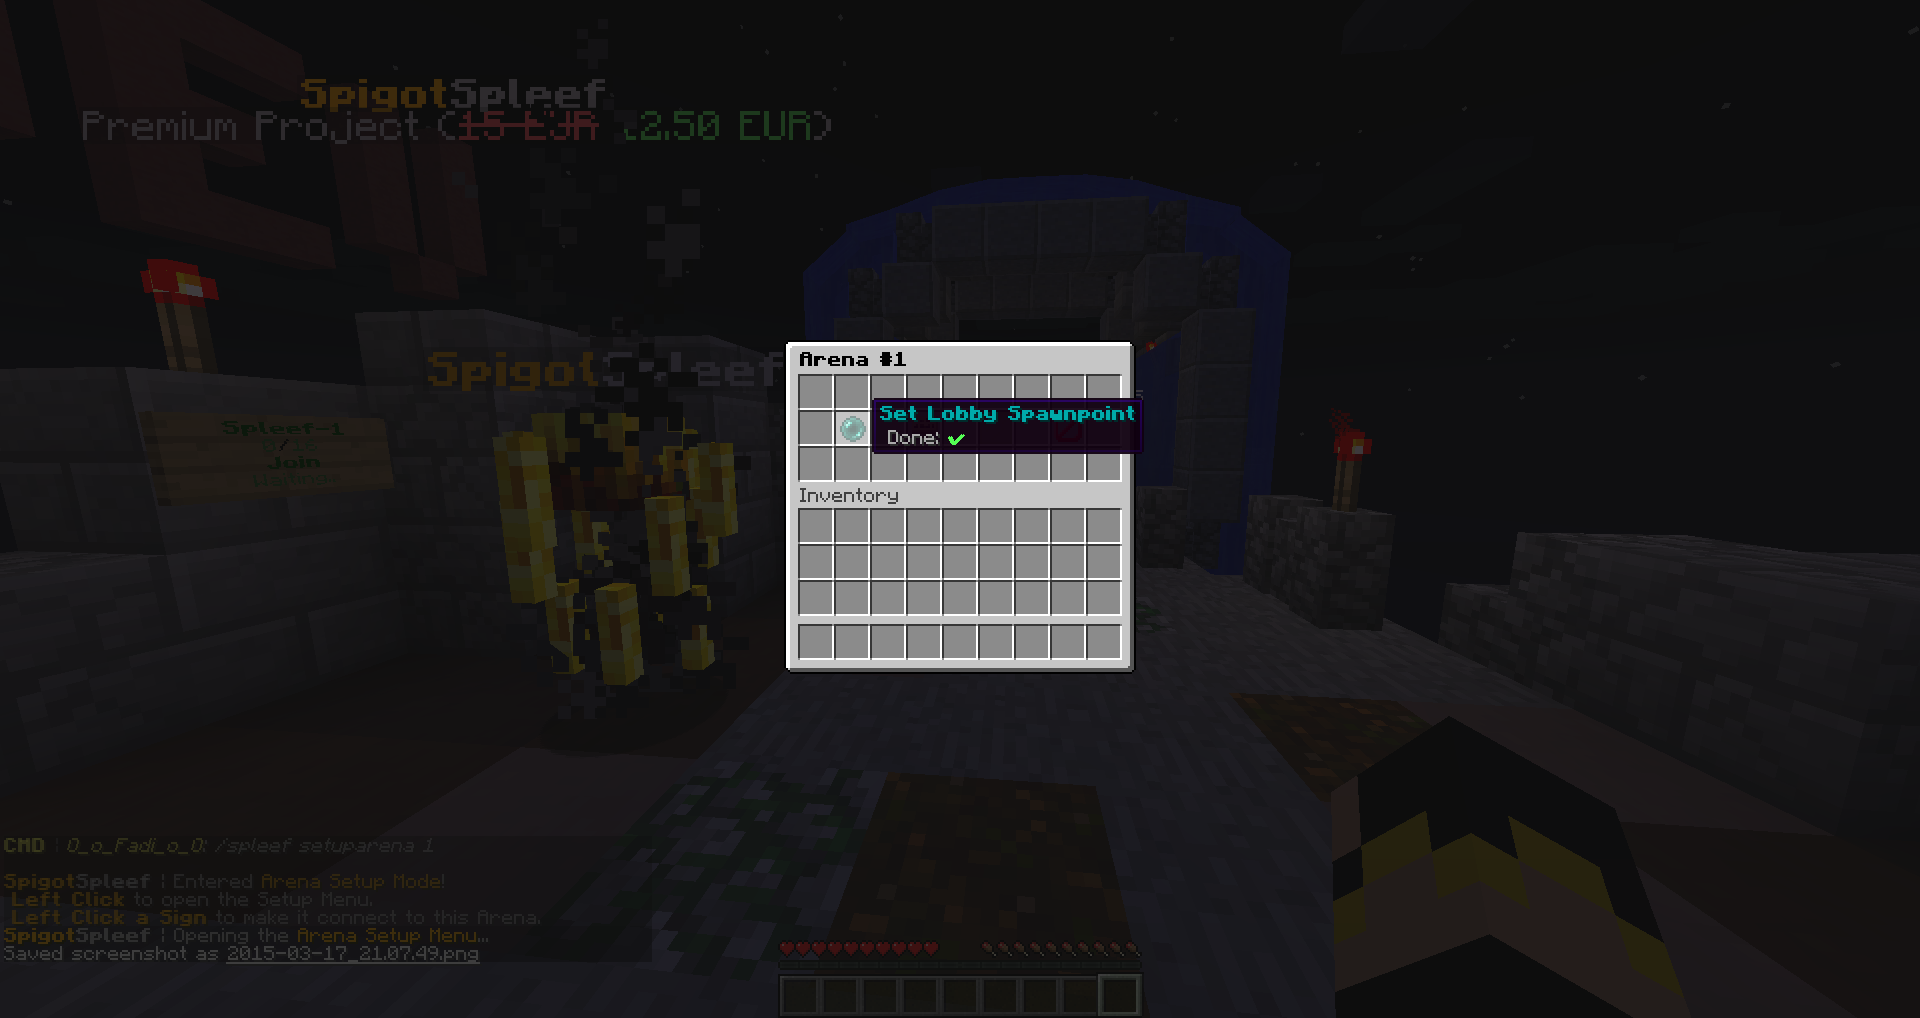 SpigotSpleef
Premium Project (15 EUR 12.50 EUR)
SpigotSpleef
Spleef-1
Join
Arena #1
Set Lobby Spawnpoint
Done: ✔
Inventory
CMD | O_o_Fadi_o_O: /spleef setuparena 1
SpigotSpleef | Entered Arena Setup Mode!
Left Click to open the Setup Menu.
Left Click a Sign to make it connect to this Arena.
SpigotSpleef | Opening the Arena Setup Menu...
Saved screenshot as 2015-03-17_21.07.49.png